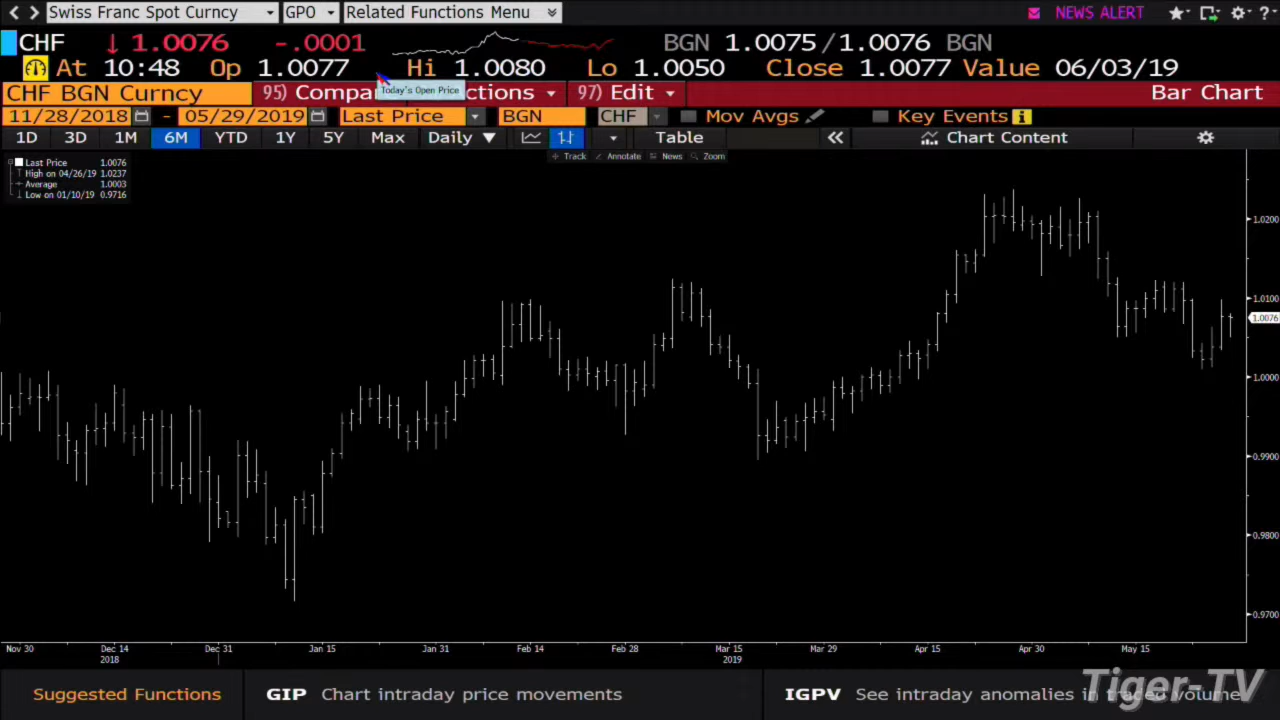 Swiss Franc Spot Curncy GPO Related Functions Menu NEWS ALERT
CHF ↓ 1.0076 -.0001 BGN 1.0075/1.0076 BGN
At 10:48 Op 1.0077 Hi 1.0080 Lo 1.0050 Close 1.0077 Value 06/03/19
CHF BGN Curncy 95) Compa ctions 97) Edit Bar Chart
Today's Open Price
11/28/2018 - 05/29/2019 Last Price BGN CHF Mov Avgs Key Events
1D 3D 1M 6M YTD 1Y 5Y Max Daily ▼ Table « Chart Content
Track Annotate News Zoom
Last Price 1.0076
High on 04/26/19 1.0237
Average 1.0003
Low on 01/10/19 0.9716
1.0200
1.0100
1.0076
1.0000
0.9900
0.9800
0.9700
Nov 30 Dec 14 Dec 31 Jan 15 Jan 31 Feb 14 Feb 28 Mar 15 Mar 29 Apr 15 Apr 30 May 15
2018 2019
Suggested Functions GIP Chart intraday price movements IGPV See intraday anomalies in traded volume
Tiger-TV